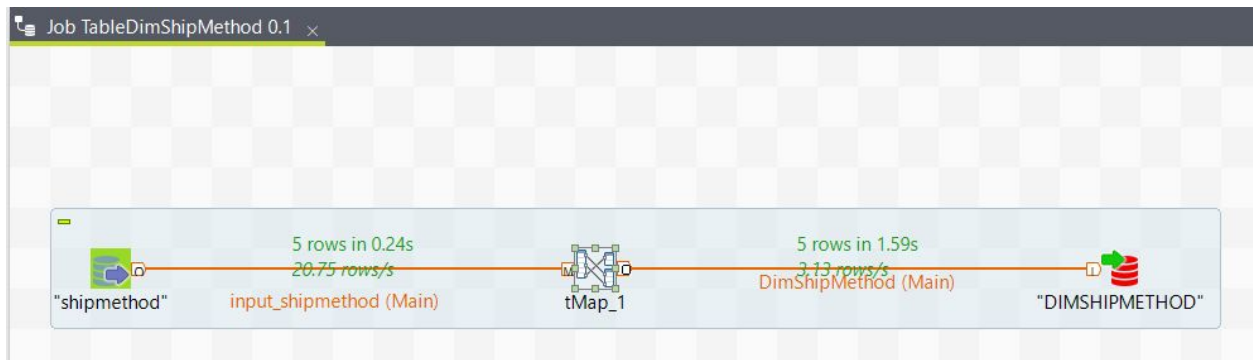 Job TableDimShipMethod 0.1
5 rows in 0.24s
20.75 rows/s
input_shipmethod (Main)
5 rows in 1.59s
3.13 rows/s
DimShipMethod (Main)
"shipmethod"
M
O
tMap_1
O
I
"DIMSHIPMETHOD"